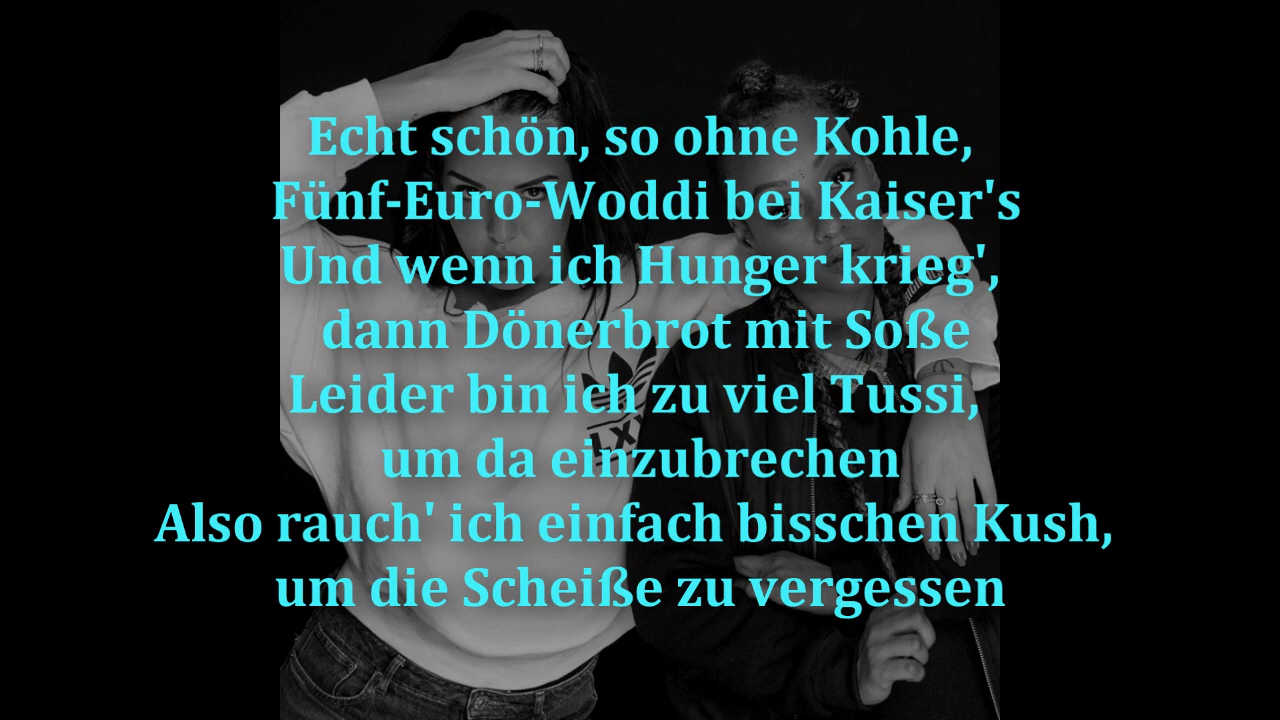 Echt schön, so ohne Kohle,
Fünf-Euro-Woddi bei Kaiser's
Und wenn ich Hunger krieg',
dann Dönerbrot mit Soße
Leider bin ich zu viel Tussi,
um da einzubrechen
Also rauch' ich einfach bisschen Kush,
um die Scheiße zu vergessen